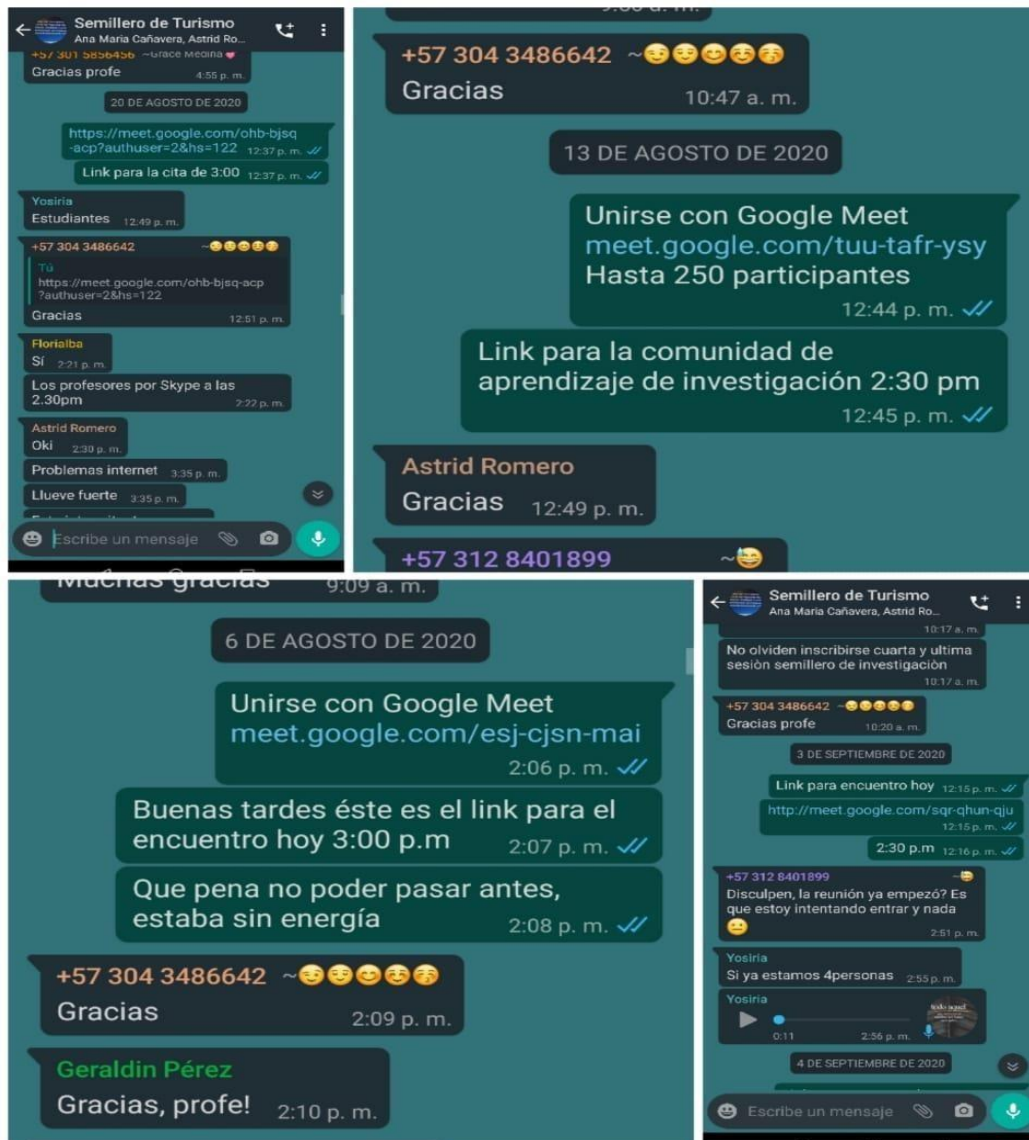 Semillero de Turismo
Ana Maria Cañavera, Astrid Ro...
+57 301 5856456 ~Grace Medina
Gracias profe 4:55 p. m.
20 DE AGOSTO DE 2020
https://meet.google.com/ohb-bjsq
-acp?authuser=2&hs=122 12:37 p. m.
Link para la cita de 3:00 12:37 p. m.
Yosiria
Estudiantes 12:49 p. m.
+57 304 3486642 ~😏😌😊☺️😚
Tú
https://meet.google.com/ohb-bjsq-acp
?authuser=2&hs=122
Gracias 12:51 p. m.
Florialba
Sí 2:21 p. m.
Los profesores por Skype a las
2.30pm 2:22 p. m.
Astrid Romero
Oki 2:30 p. m.
Problemas internet 3:35 p. m.
Llueve fuerte 3:35 p. m.
Escribe un mensaje
+57 304 3486642 ~😏😌😊☺️😚
Gracias 10:47 a. m.
13 DE AGOSTO DE 2020
Unirse con Google Meet
meet.google.com/tuu-tafr-ysy
Hasta 250 participantes
12:44 p. m.
Link para la comunidad de
aprendizaje de investigación 2:30 pm
12:45 p. m.
Astrid Romero
Gracias 12:49 p. m.
+57 312 8401899 ~😅
Muchas gracias 9:09 a. m.
6 DE AGOSTO DE 2020
Unirse con Google Meet
meet.google.com/esj-cjsn-mai
2:06 p. m.
Buenas tardes éste es el link para el
encuentro hoy 3:00 p.m 2:07 p. m.
Que pena no poder pasar antes,
estaba sin energía 2:08 p. m.
+57 304 3486642 ~😏😌😊☺️😚
Gracias 2:09 p. m.
Geraldin Pérez
Gracias, profe! 2:10 p. m.
Semillero de Turismo
Ana Maria Cañavera, Astrid Ro...
10:17 a. m.
No olviden inscribirse cuarta y ultima
sesiòn semillero de investigaciòn
10:17 a. m.
+57 304 3486642 ~😏😌😊☺️😚
Gracias profe 10:20 a. m.
3 DE SEPTIEMBRE DE 2020
Link para encuentro hoy 12:15 p. m.
http://meet.google.com/sqr-qhun-qju
12:15 p. m.
2:30 p.m 12:16 p. m.
+57 312 8401899 ~😅
Disculpen, la reunión ya empezó? Es
que estoy intentando entrar y nada
😐 2:51 p. m.
Yosiria
Si ya estamos 4personas 2:55 p. m.
Yosiria
0:11 2:56 p. m.
4 DE SEPTIEMBRE DE 2020
Escribe un mensaje